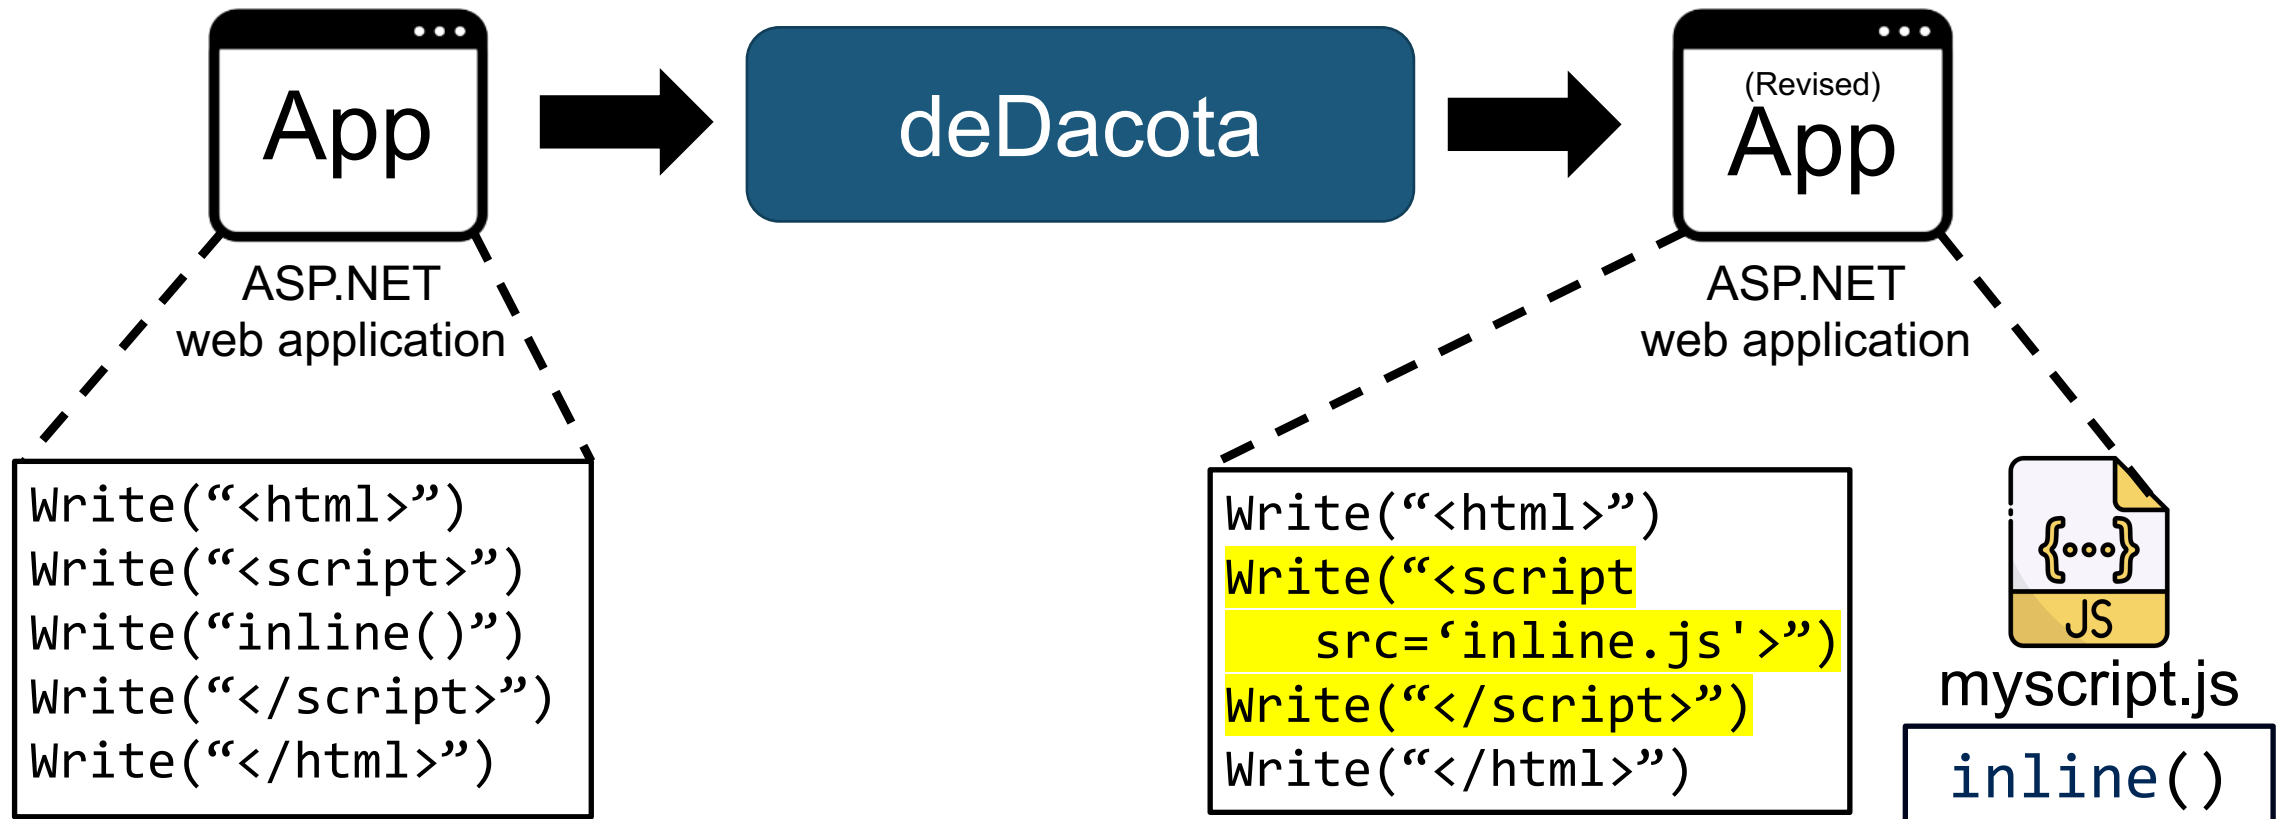 App
ASP.NET
web application
Write(“<html>”)
Write(“<script>”)
Write(“inline()”)
Write(“</script>”)
Write(“</html>”)
deDacota
(Revised)
App
ASP.NET
web application
Write(“<html>”)
Write(“<script
src=‘inline.js'>”)
Write(“</script>”)
Write(“</html>”)
{...}
JS
myscript.js
inline()